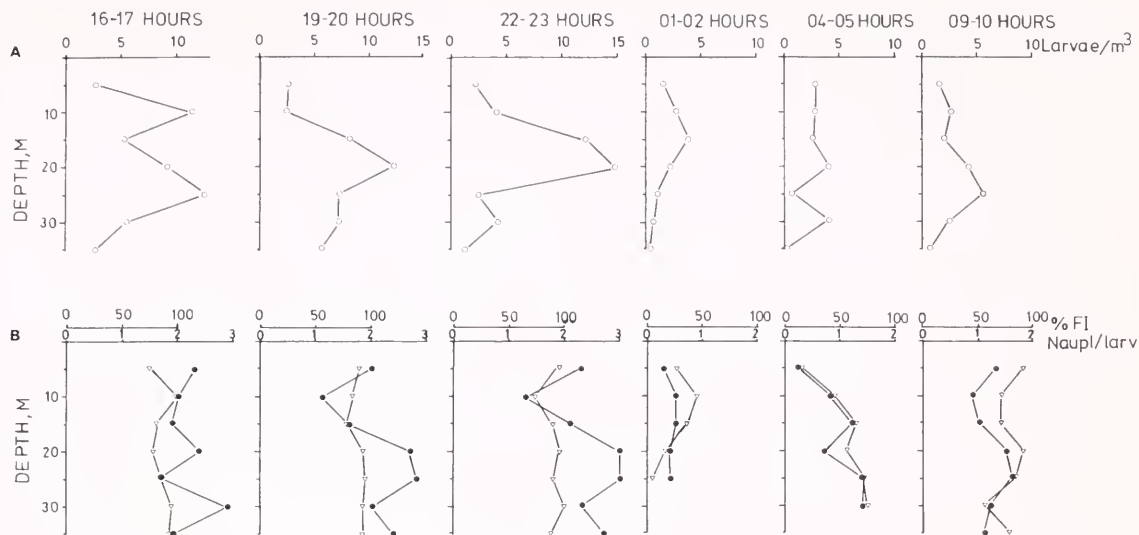 16-17 HOURS 19-20 HOURS 22-23 HOURS 01-02 HOURS 04-05 HOURS 09-10 HOURS
A 0 5 10 0 5 10 15 0 5 10 15 0 5 10 0 5 10 0 5 10 Larvae/m³
10
20
30
DEPTH, M
0 100 0 100 0 100 0 50 100 0 50 100 0 50 100 % FI
B 0 1 2 3 0 1 2 3 0 1 2 3 0 1 2 0 1 2 0 1 2 Naupl/larv
10
20
30
DEPTH, M